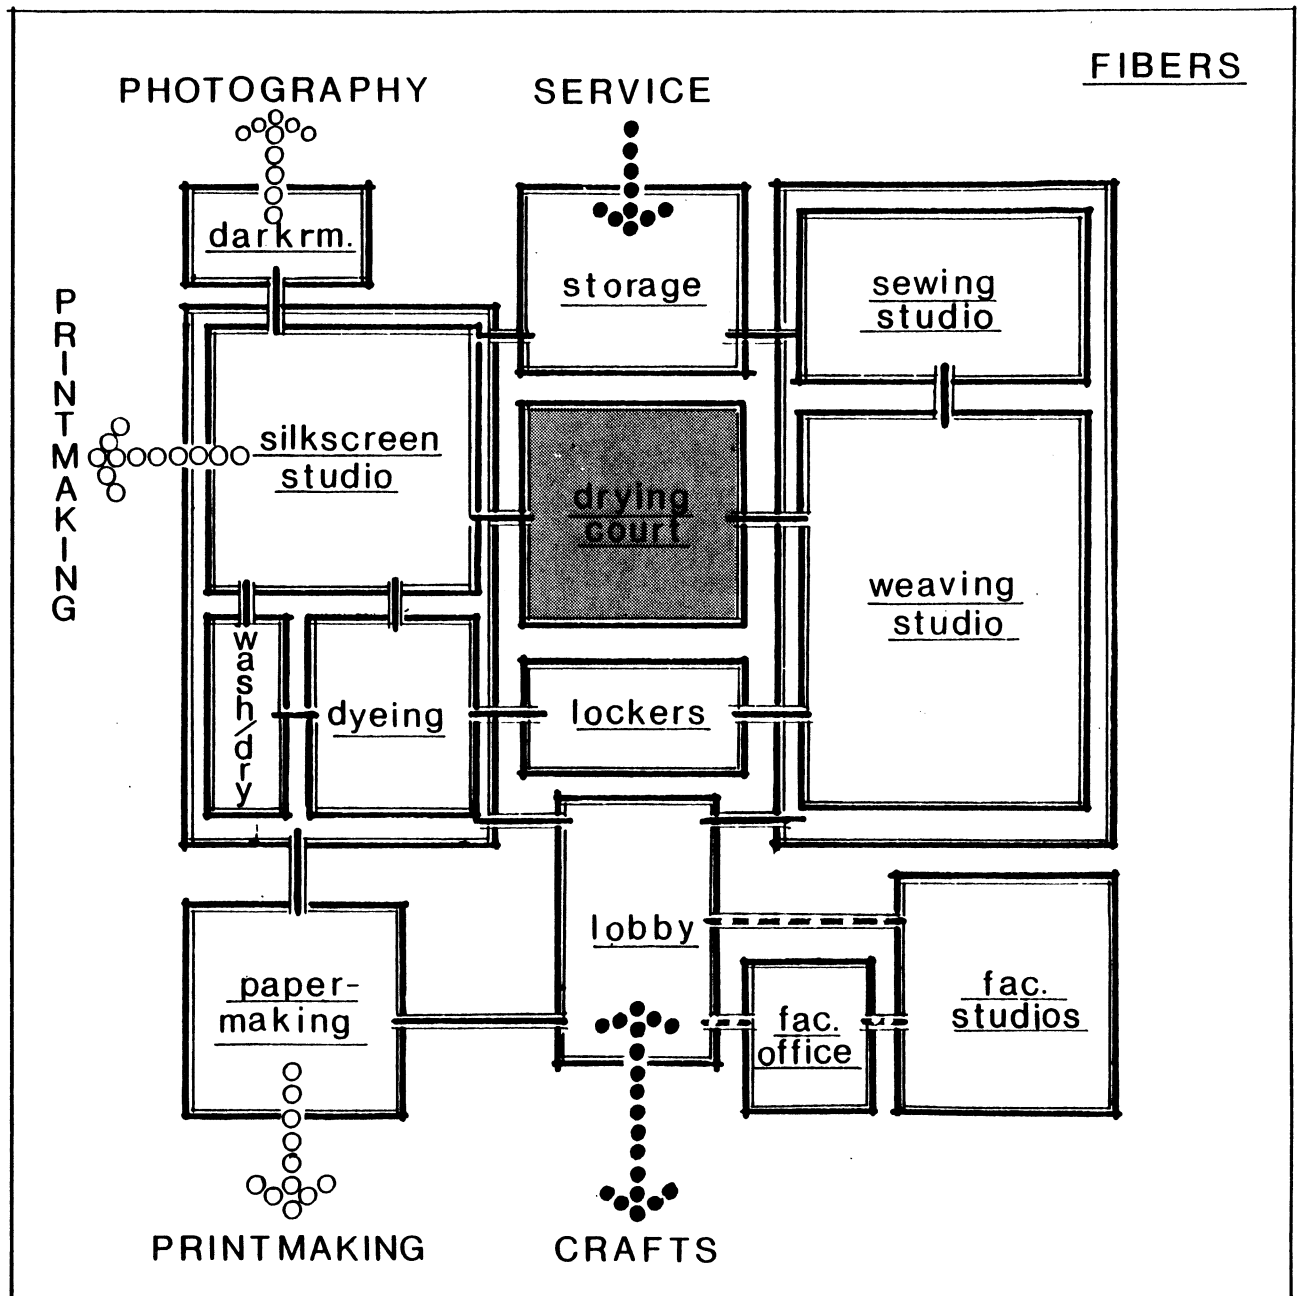 FIBERS
PHOTOGRAPHY
SERVICE
darkrm.
storage
sewing
studio
PRINTMAKING
silkscreen
studio
drying
court
weaving
studio
wash/dry
dyeing
lockers
lobby
paper-
making
fac.
office
fac.
studios
PRINTMAKING
CRAFTS